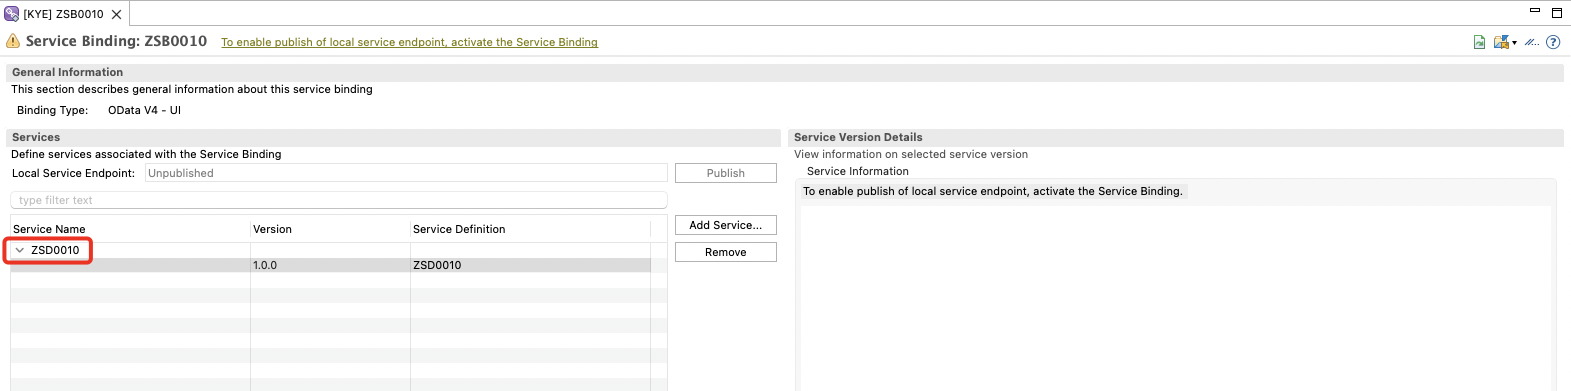 [KYE] ZSB0010
Service Binding: ZSB0010 To enable publish of local service endpoint, activate the Service Binding
General Information
This section describes general information about this service binding
Binding Type: OData V4 - UI
Services
Define services associated with the Service Binding
Local Service Endpoint: Unpublished Publish
type filter text
Service Name Version Service Definition Add Service...
ZSD0010 Remove
1.0.0 ZSD0010
Service Version Details
View information on selected service version
Service Information
To enable publish of local service endpoint, activate the Service Binding.